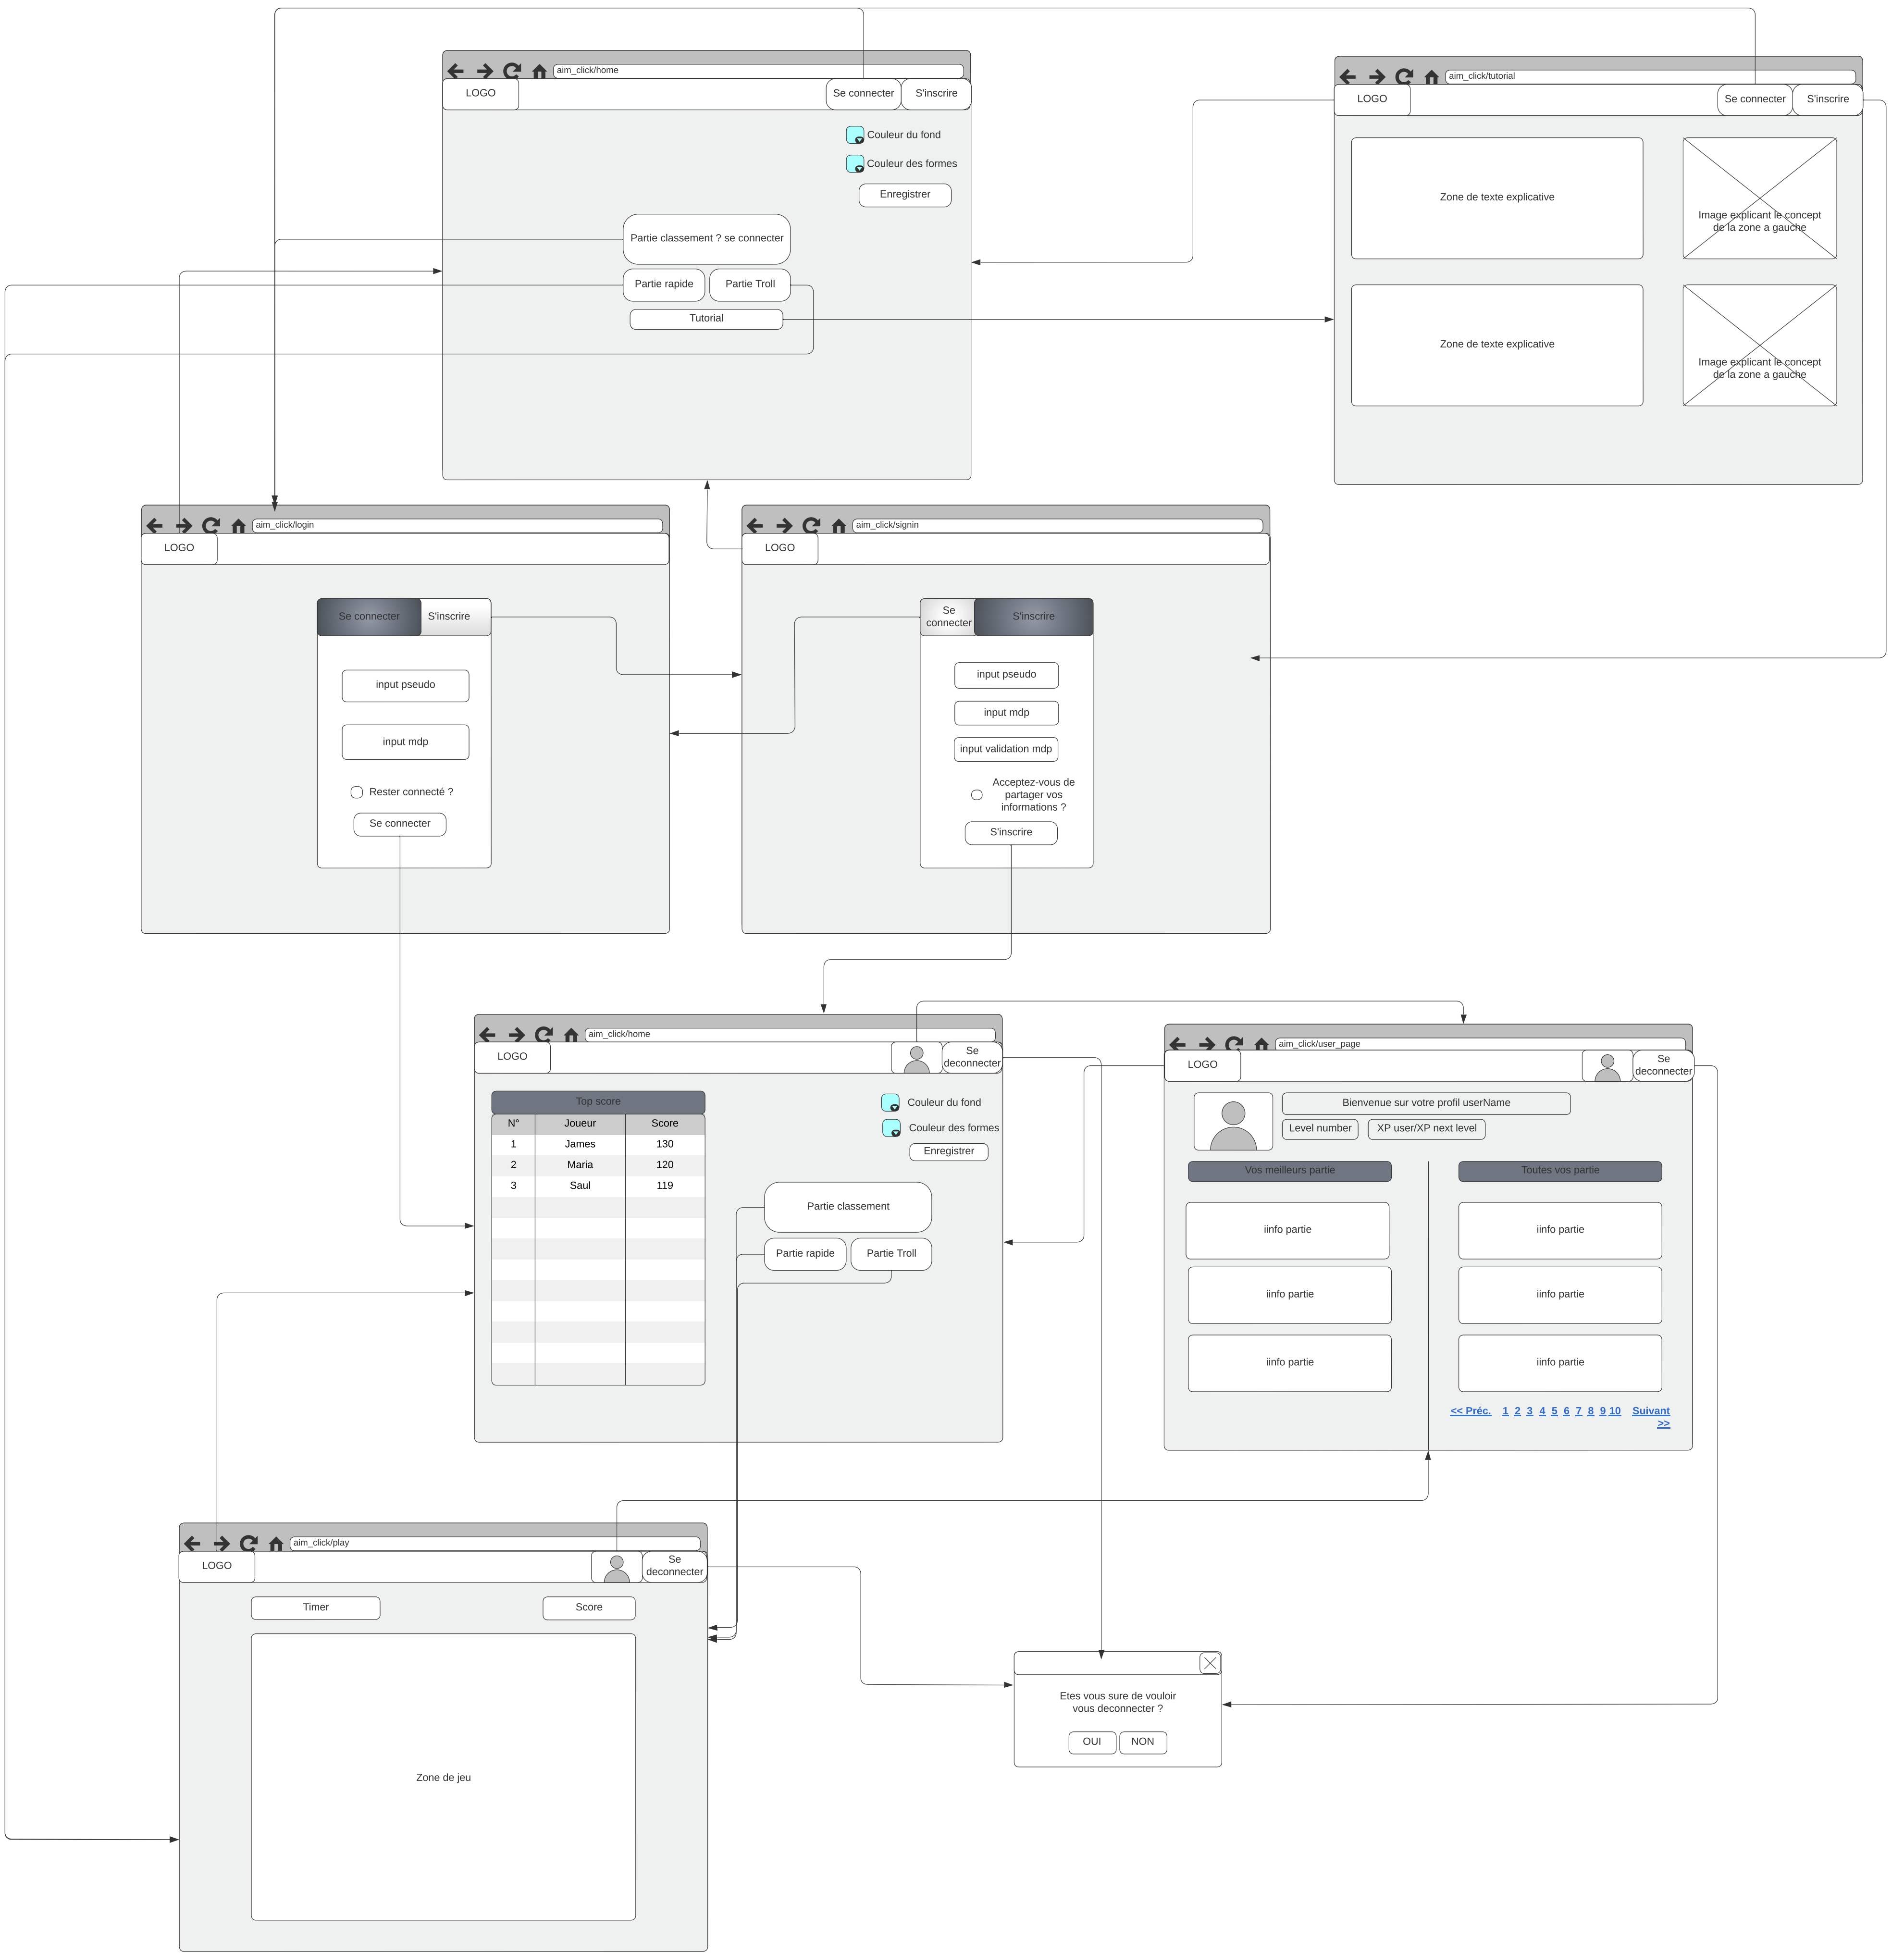 aim_click/home
LOGO
Se connecter
S'inscrire
Couleur du fond
Couleur des formes
Enregistrer
Partie classement ? se connecter
Partie rapide
Partie Troll
Tutorial
aim_click/tutorial
LOGO
Se connecter
S'inscrire
Zone de texte explicative
Image explicant le concept
de la zone a gauche
Zone de texte explicative
Image explicant le concept
de la zone a gauche
aim_click/login
LOGO
Se connecter
S'inscrire
input pseudo
input mdp
Rester connecté ?
Se connecter
aim_click/signin
LOGO
Se
connecter
S'inscrire
input pseudo
input mdp
input validation mdp
Acceptez-vous de
partager vos
informations ?
S'inscrire
aim_click/home
LOGO
Se
deconnecter
Top score
N° Joueur Score
1 James 130
2 Maria 120
3 Saul 119
Couleur du fond
Couleur des formes
Enregistrer
Partie classement
Partie rapide
Partie Troll
aim_click/user_page
LOGO
Se
deconnecter
Bienvenue sur votre profil userName
Level number
XP user/XP next level
Vos meilleurs partie
Toutes vos partie
iinfo partie
iinfo partie
iinfo partie
iinfo partie
iinfo partie
iinfo partie
<< Préc. 1 2 3 4 5 6 7 8 9 10 Suivant
>>
aim_click/play
LOGO
Se
deconnecter
Timer
Score
Zone de jeu
Etes vous sure de vouloir
vous deconnecter ?
OUI
NON